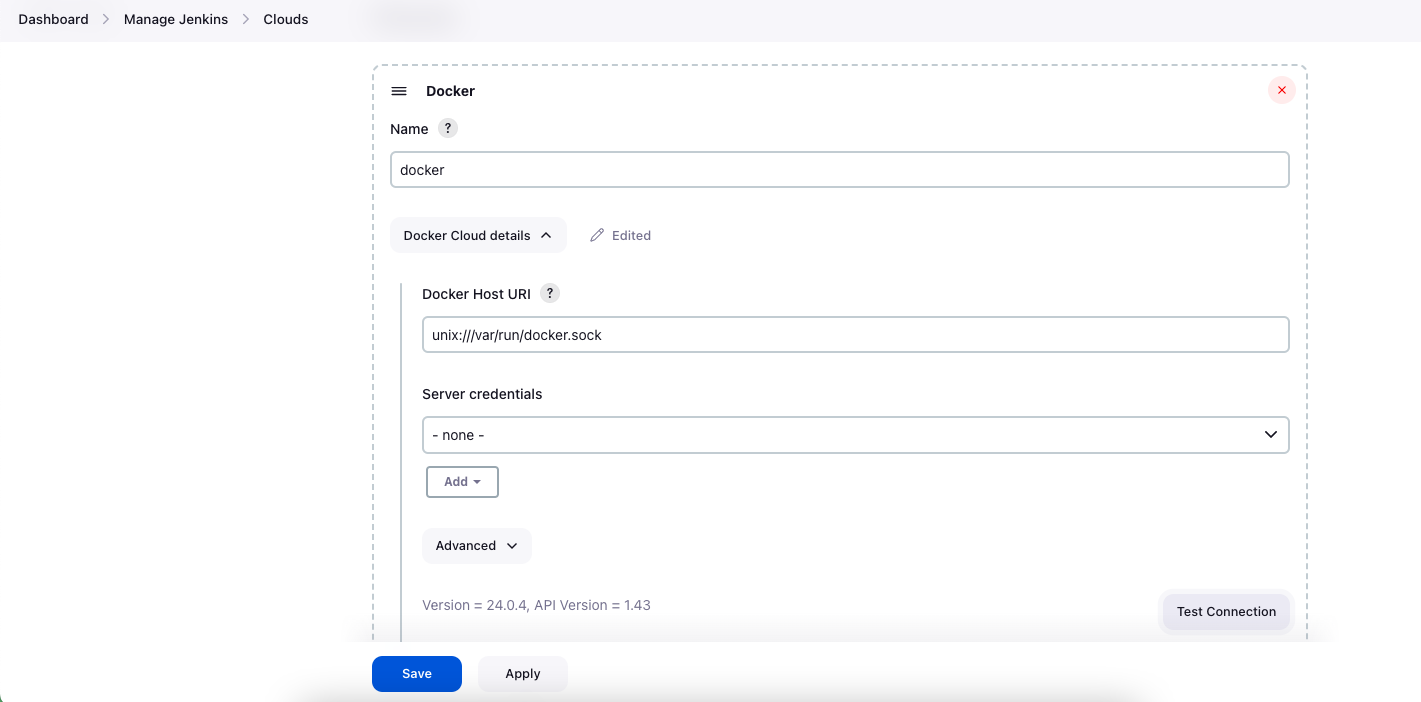 Dashboard > Manage Jenkins > Clouds
Docker
Name ?
docker
Docker Cloud details Edited
Docker Host URI ?
unix:///var/run/docker.sock
Server credentials
- none -
Add
Advanced
Version = 24.0.4, API Version = 1.43
Test Connection
Save Apply